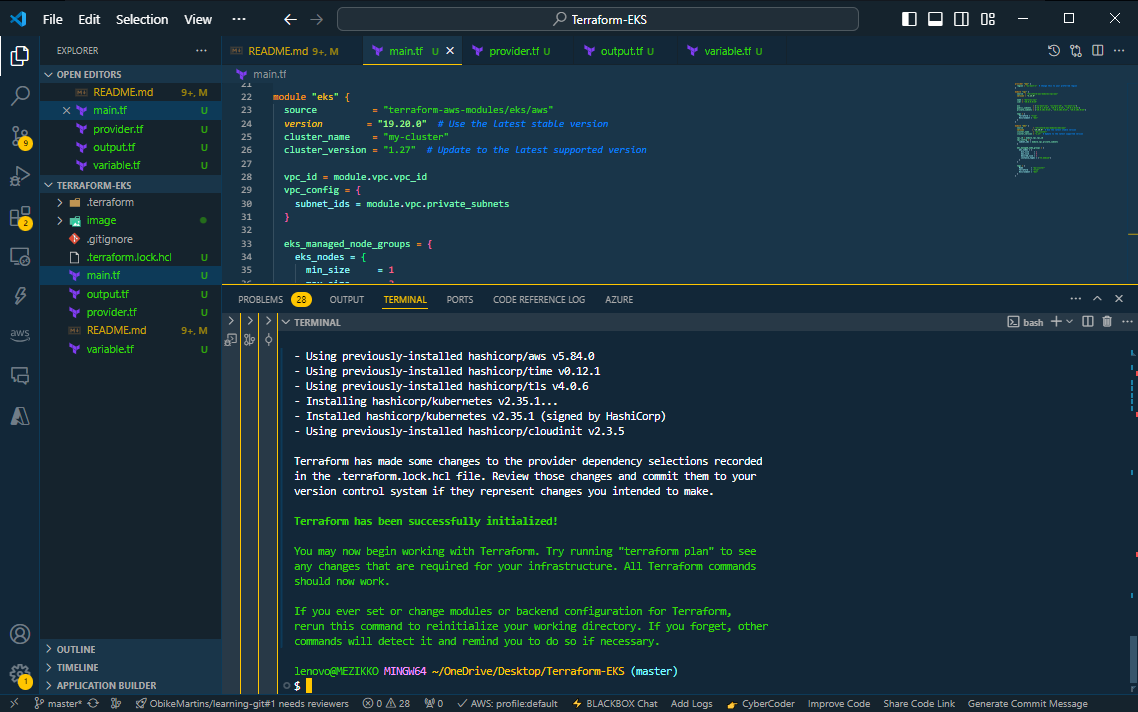 File Edit Selection View ··· Terraform-EKS
EXPLORER ···
OPEN EDITORS
README.md 9+, M
main.tf U
provider.tf U
output.tf U
variable.tf U
TERRAFORM-EKS
.terraform
image
.gitignore
.terraform.lock.hcl U
main.tf U
output.tf U
provider.tf U
README.md 9+, M
variable.tf U
OUTLINE
TIMELINE
APPLICATION BUILDER
9
2
aws
1
README.md 9+, M main.tf U provider.tf U output.tf U variable.tf U
main.tf
21
22 module "eks" {
23 source = "terraform-aws-modules/eks/aws"
24 version = "19.20.0" # Use the latest stable version
25 cluster_name = "my-cluster"
26 cluster_version = "1.27" # Update to the latest supported version
27
28 vpc_id = module.vpc.vpc_id
29 vpc_config = {
30 subnet_ids = module.vpc.private_subnets
31 }
32
33 eks_managed_node_groups = {
34 eks_nodes = {
35 min_size = 1
PROBLEMS 28 OUTPUT TERMINAL PORTS CODE REFERENCE LOG AZURE
TERMINAL bash
- Using previously-installed hashicorp/aws v5.84.0
- Using previously-installed hashicorp/time v0.12.1
- Using previously-installed hashicorp/tls v4.0.6
- Installing hashicorp/kubernetes v2.35.1...
- Installed hashicorp/kubernetes v2.35.1 (signed by HashiCorp)
- Using previously-installed hashicorp/cloudinit v2.3.5
Terraform has made some changes to the provider dependency selections recorded
in the .terraform.lock.hcl file. Review those changes and commit them to your
version control system if they represent changes you intended to make.
Terraform has been successfully initialized!
You may now begin working with Terraform. Try running "terraform plan" to see
any changes that are required for your infrastructure. All Terraform commands
should now work.
If you ever set or change modules or backend configuration for Terraform,
rerun this command to reinitialize your working directory. If you forget, other
commands will detect it and remind you to do so if necessary.
lenovo@MEZIKKO MINGW64 ~/OneDrive/Desktop/Terraform-EKS (master)
$
master* ObikeMartins/learning-git#1 needs reviewers 0 28 0 AWS: profile:default BLACKBOX Chat Add Logs CyberCoder Improve Code Share Code Link Generate Commit Message